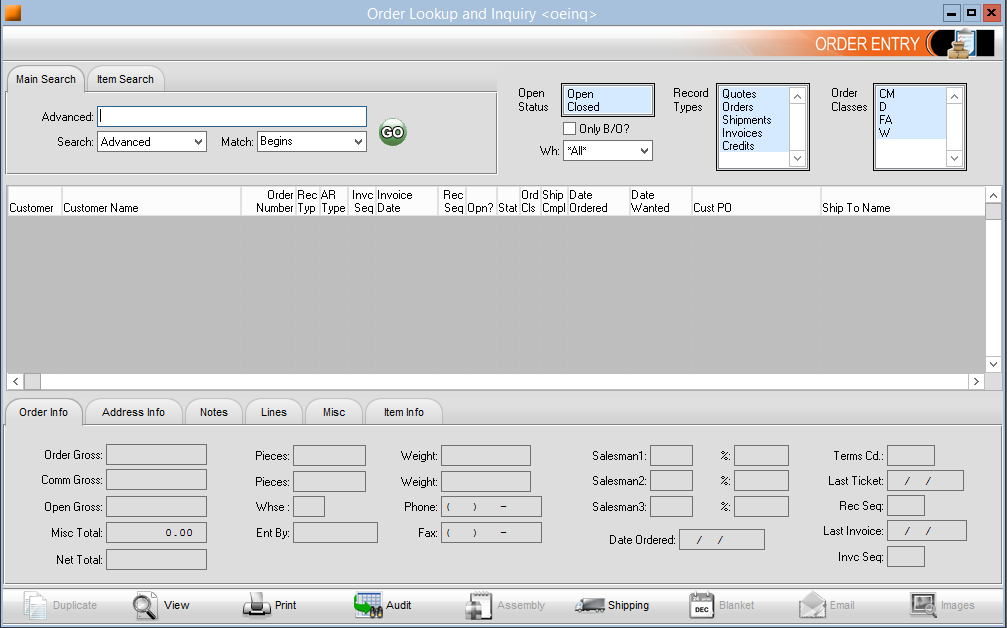 Order Lookup and Inquiry <oeinq>
ORDER ENTRY
Main Search Item Search
Advanced:
Search: Advanced Match: Begins
GO
Open Status
Open
Closed
Only B/O?
Wh: *All*
Record Types
Quotes
Orders
Shipments
Invoices
Credits
Order Classes
CM
D
FA
W
Customer Customer Name Order Number Rec Typ AR Type Invc Seq Invoice Date Rec Seq Opn? Stat Ord Cls Ship Cmpl Date Ordered Date Wanted Cust PO Ship To Name
Order Info Address Info Notes Lines Misc Item Info
Order Gross: Pieces: Weight: Salesman1: %: Terms Cd.:
Comm Gross: Pieces: Weight: Salesman2: %: Last Ticket: / /
Open Gross: Whse : Phone: ( ) - Salesman3: %: Rec Seq:
Misc Total: 0.00 Ent By: Fax: ( ) - Date Ordered: / / Last Invoice: / /
Net Total: Invc Seq:
Duplicate View Print Audit Assembly Shipping DEC Blanket Email Images